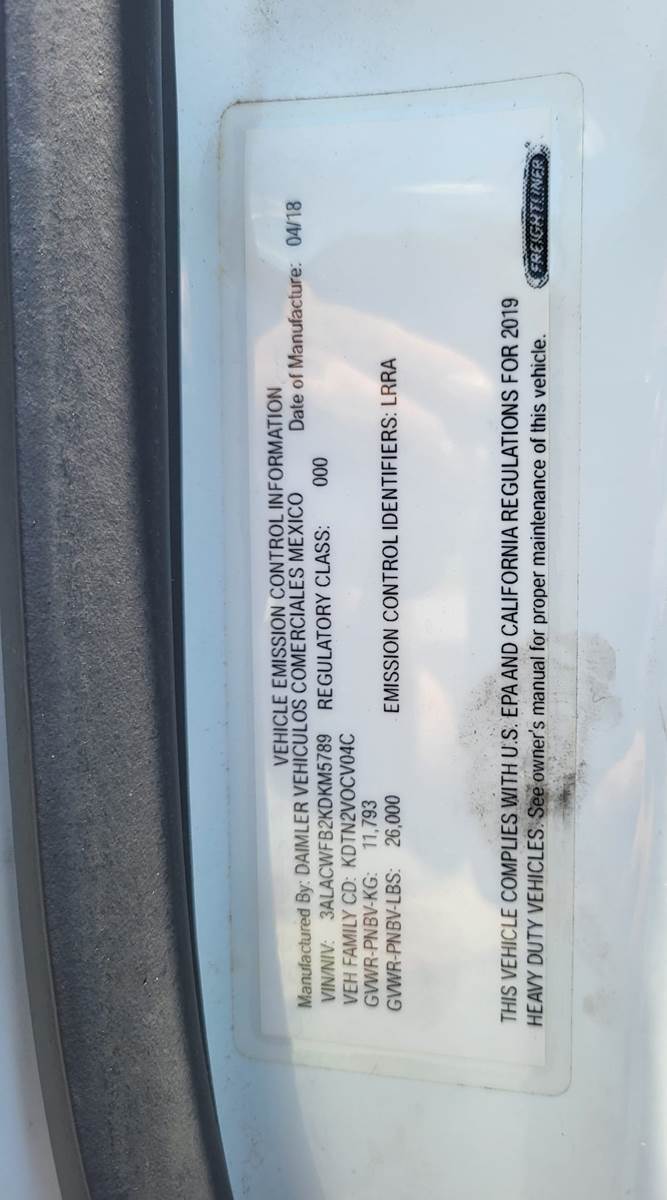 VEHICLE EMISSION CONTROL INFORMATION
Manufactured By: DAIMLER VEHICULOS COMERCIALES MEXICO Date of Manufacture: 04/18
VIN/NIV: 3ALACWFB2KDKM5789 REGULATORY CLASS: 000
VEH FAMILY CD: KDTN2VOCV04C
GVWR-PNBV-KG: 11,793
GVWR-PNBV-LBS: 26,000 EMISSION CONTROL IDENTIFIERS: LRRA
THIS VEHICLE COMPLIES WITH U.S. EPA AND CALIFORNIA REGULATIONS FOR 2019
HEAVY DUTY VEHICLES. See owner's manual for proper maintenance of this vehicle.
FREIGHTLINER